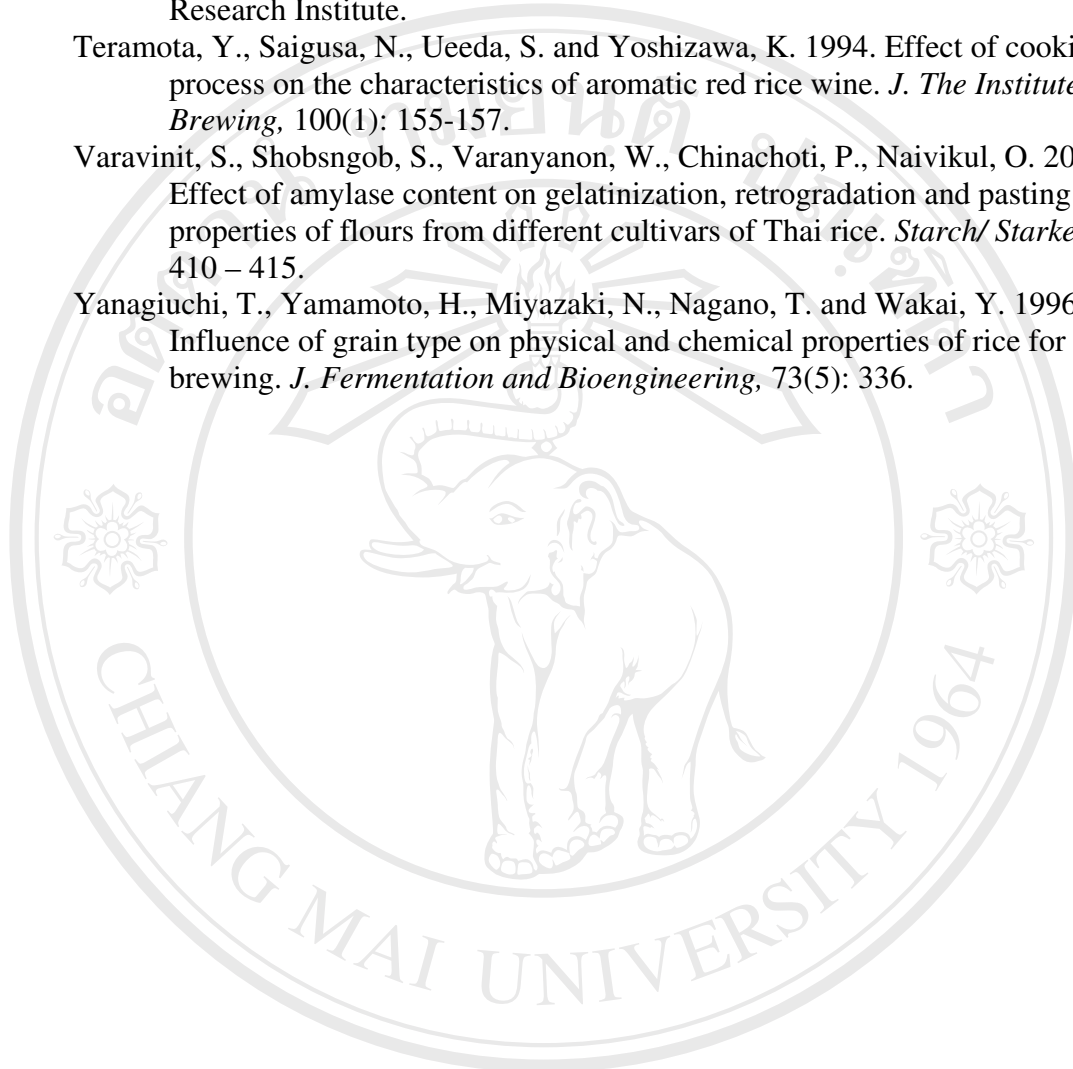 Research Institute.
Teramota, Y., Saigusa, N., Ueeda, S. and Yoshizawa, K. 1994. Effect of cooki
process on the characteristics of aromatic red rice wine. J. The Institute
Brewing, 100(1): 155-157.
Varavinit, S., Shobsngob, S., Varanyanon, W., Chinachoti, P., Naivikul, O. 20
Effect of amylase content on gelatinization, retrogradation and pasting
properties of flours from different cultivars of Thai rice. Starch/ Starke
410 – 415.
Yanagiuchi, T., Yamamoto, H., Miyazaki, N., Nagano, T. and Wakai, Y. 1996
Influence of grain type on physical and chemical properties of rice for
brewing. J. Fermentation and Bioengineering, 73(5): 336.
CHIANG MAI UNIVERSITY 1964